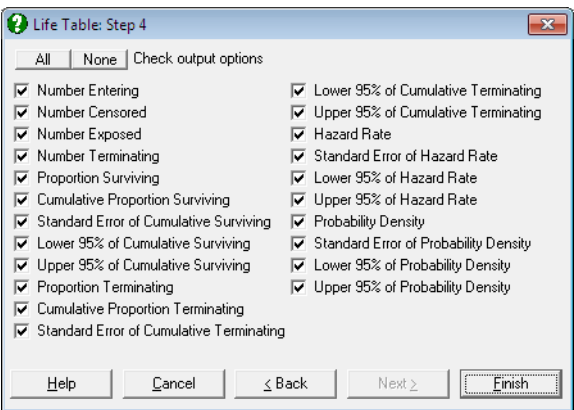 Life Table: Step 4
All None Check output options
Number Entering
Number Censored
Number Exposed
Number Terminating
Proportion Surviving
Cumulative Proportion Surviving
Standard Error of Cumulative Surviving
Lower 95% of Cumulative Surviving
Upper 95% of Cumulative Surviving
Proportion Terminating
Cumulative Proportion Terminating
Standard Error of Cumulative Terminating
Lower 95% of Cumulative Terminating
Upper 95% of Cumulative Terminating
Hazard Rate
Standard Error of Hazard Rate
Lower 95% of Hazard Rate
Upper 95% of Hazard Rate
Probability Density
Standard Error of Probability Density
Lower 95% of Probability Density
Upper 95% of Probability Density
Help Cancel < Back Next > Finish